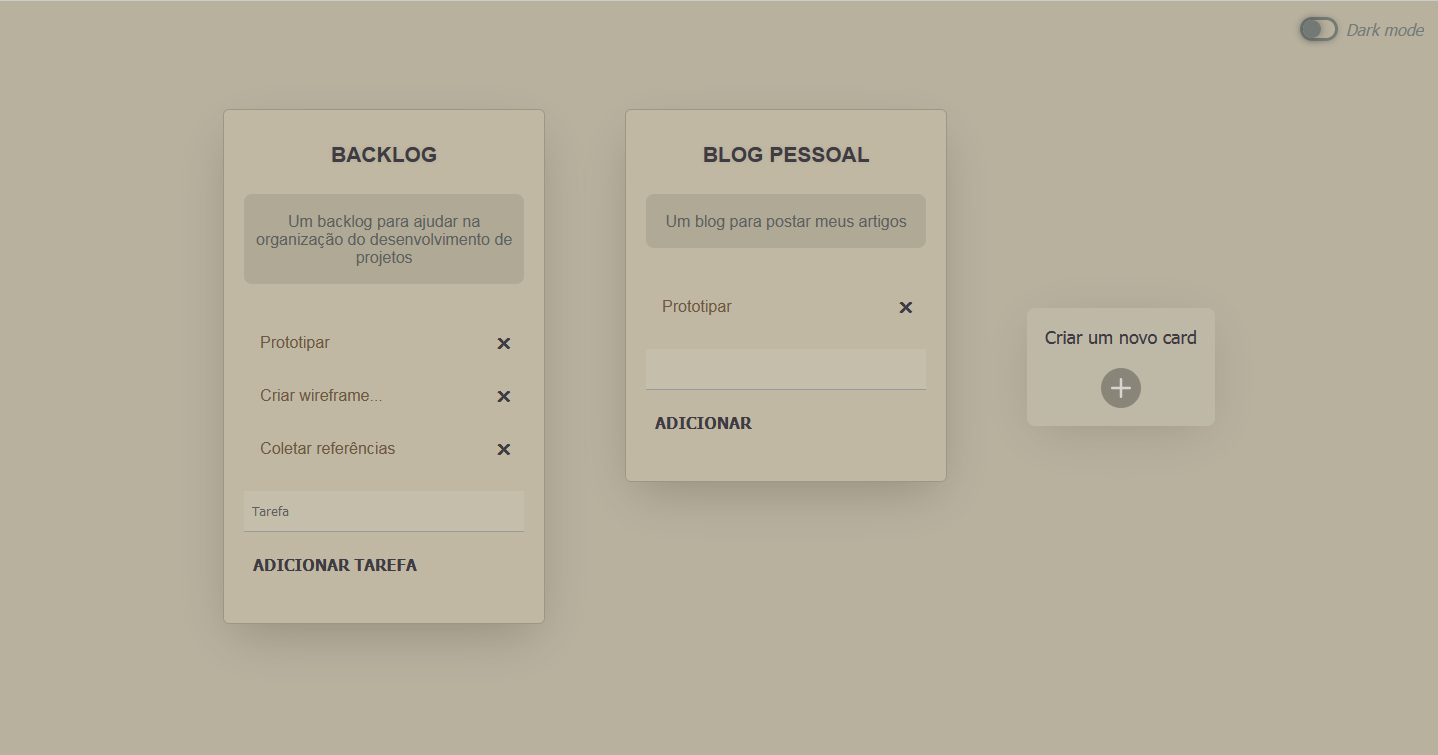 Dark mode
BACKLOG
Um backlog para ajudar na
organização do desenvolvimento de
projetos
Prototipar
Criar wireframe...
Coletar referências
Tarefa
ADICIONAR TAREFA
BLOG PESSOAL
Um blog para postar meus artigos
Prototipar
ADICIONAR
Criar um novo card